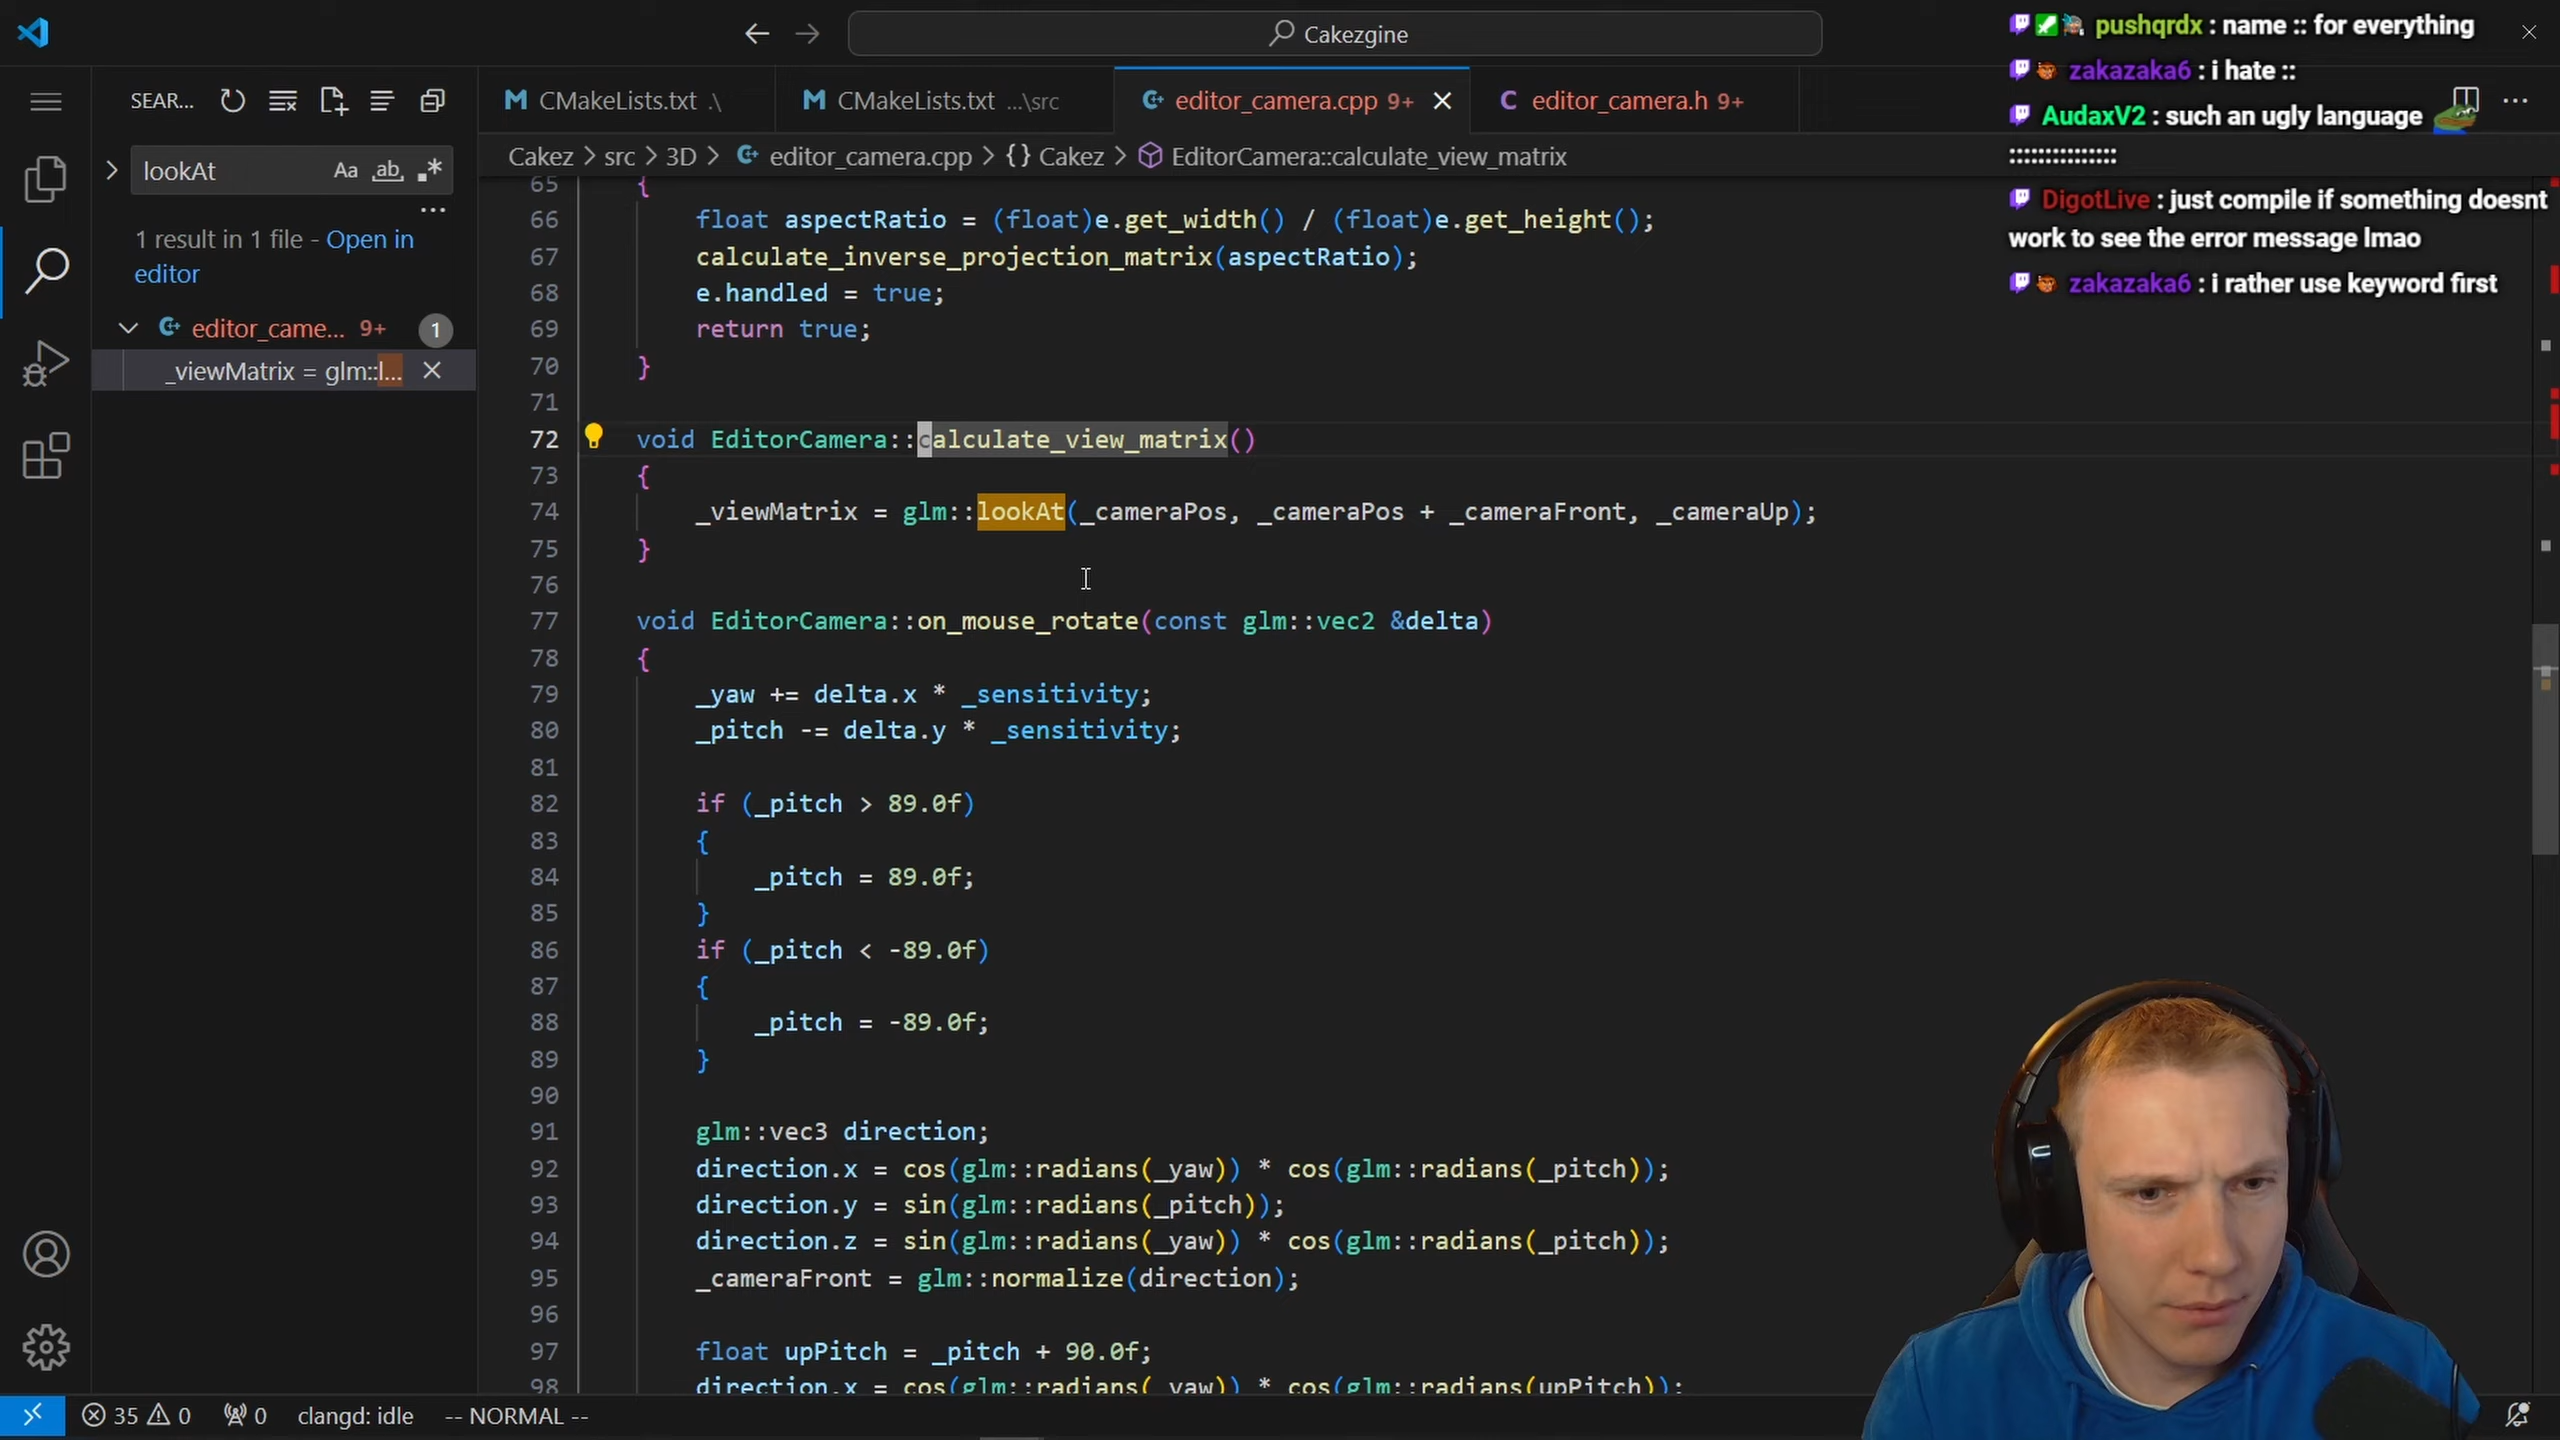 Cakezgine
pushqrdx : name :: for everything
zakazaka6 : i hate ::
AudaxV2 : such an ugly language
:::::::::::::::
DigotLive : just compile if something doesnt
work to see the error message lmao
zakazaka6 : i rather use keyword first
SEAR...
lookAt
Aa
ab
1 result in 1 file - Open in
editor
editor_came... 9+ 1
_viewMatrix = glm::l...
CMakeLists.txt .\
CMakeLists.txt ...\src
editor_camera.cpp 9+
editor_camera.h 9+
Cakez > src > 3D > editor_camera.cpp > {} Cakez > EditorCamera::calculate_view_matrix
65 {
66 float aspectRatio = (float)e.get_width() / (float)e.get_height();
67 calculate_inverse_projection_matrix(aspectRatio);
68 e.handled = true;
69 return true;
70 }
71
72 void EditorCamera::calculate_view_matrix()
73 {
74 _viewMatrix = glm::lookAt(_cameraPos, _cameraPos + _cameraFront, _cameraUp);
75 }
76
77 void EditorCamera::on_mouse_rotate(const glm::vec2 &delta)
78 {
79 _yaw += delta.x * _sensitivity;
80 _pitch -= delta.y * _sensitivity;
81
82 if (_pitch > 89.0f)
83 {
84 _pitch = 89.0f;
85 }
86 if (_pitch < -89.0f)
87 {
88 _pitch = -89.0f;
89 }
90
91 glm::vec3 direction;
92 direction.x = cos(glm::radians(_yaw)) * cos(glm::radians(_pitch));
93 direction.y = sin(glm::radians(_pitch));
94 direction.z = sin(glm::radians(_yaw)) * cos(glm::radians(_pitch));
95 _cameraFront = glm::normalize(direction);
96
97 float upPitch = _pitch + 90.0f;
98 direction.x = cos(glm::radians(_yaw)) * cos(glm::radians(upPitch));
35 0 0 clangd: idle -- NORMAL --